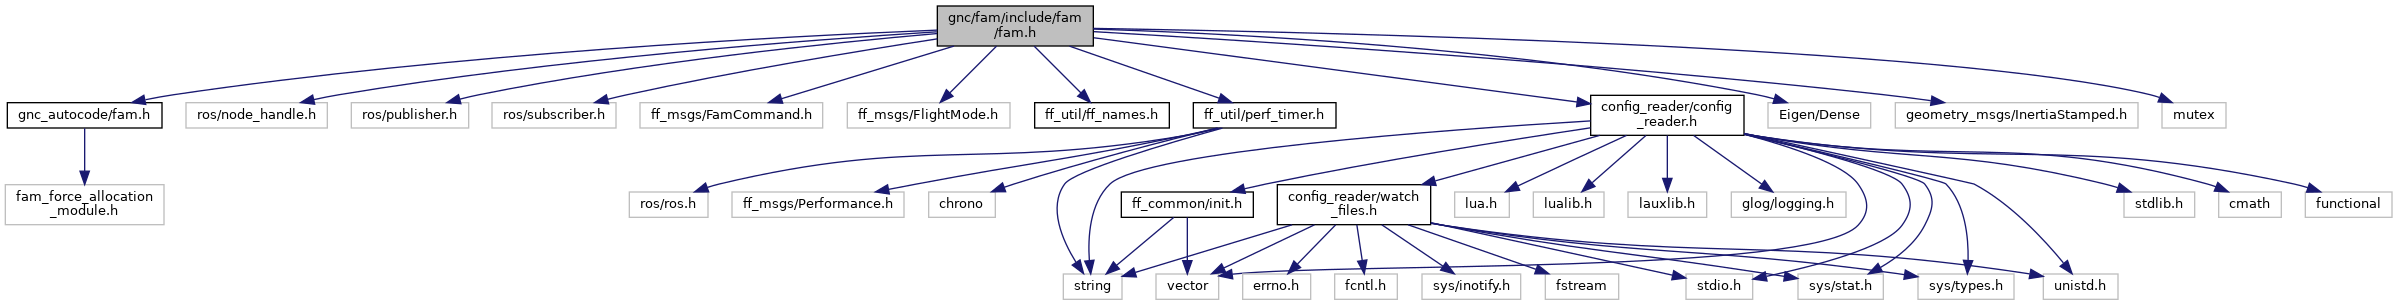 gnc/fam/include/fam
/fam.h
gnc_autocode/fam.h
ros/node_handle.h
ros/publisher.h
ros/subscriber.h
ff_msgs/FamCommand.h
ff_msgs/FlightMode.h
ff_util/ff_names.h
ff_util/perf_timer.h
config_reader/config
_reader.h
Eigen/Dense
geometry_msgs/InertiaStamped.h
mutex
fam_force_allocation
_module.h
ros/ros.h
ff_msgs/Performance.h
chrono
ff_common/init.h
config_reader/watch
_files.h
lua.h
lualib.h
lauxlib.h
glog/logging.h
stdlib.h
cmath
functional
string
vector
errno.h
fcntl.h
sys/inotify.h
fstream
stdio.h
sys/stat.h
sys/types.h
unistd.h